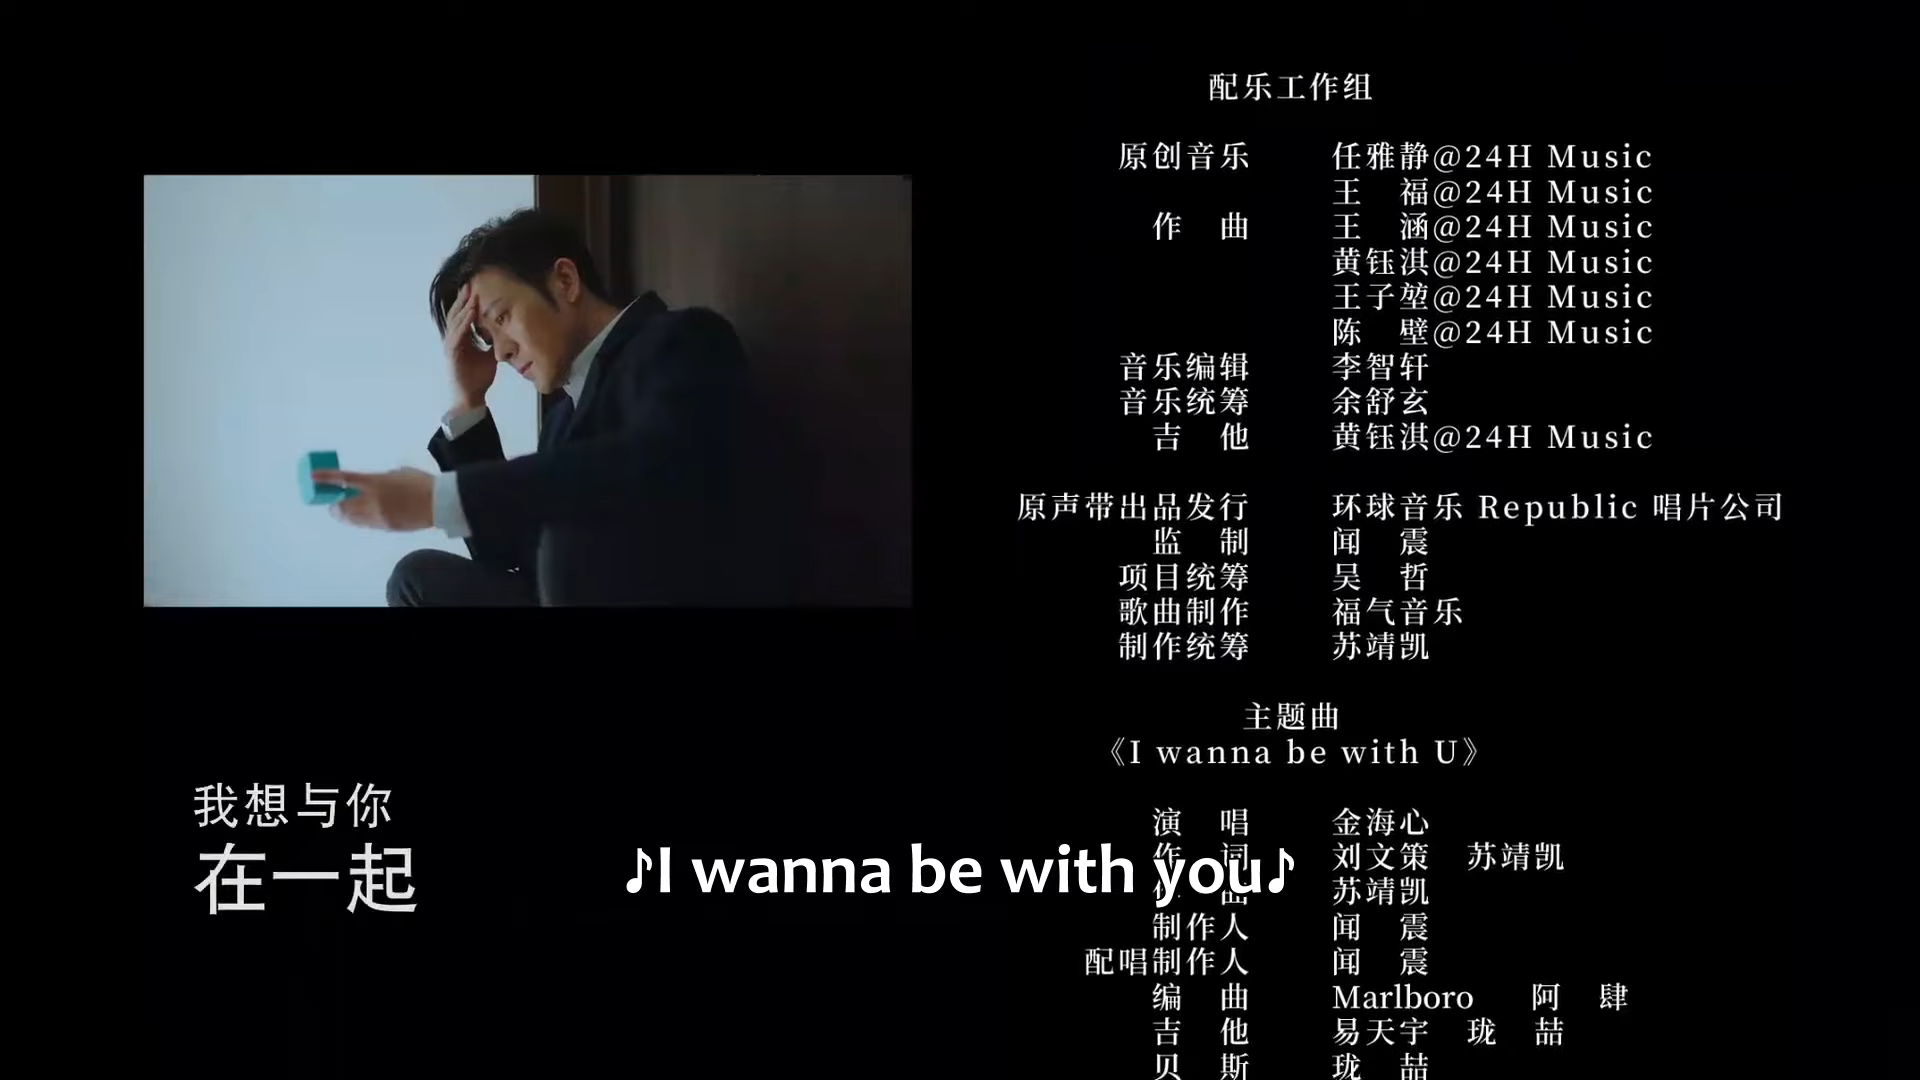 配乐工作组
原创音乐 任雅静@24H Music
王 福@24H Music
作 曲 王 涵@24H Music
黄钰淇@24H Music
王子堃@24H Music
陈 壁@24H Music
音乐编辑 李智轩
音乐统筹 余舒玄
吉 他 黄钰淇@24H Music
原声带出品发行 环球音乐 Republic 唱片公司
监 制 闻 震
项目统筹 吴 哲
歌曲制作 福气音乐
制作统筹 苏靖凯
主题曲
《I wanna be with U》
演 唱 金海心
作 词 刘文策 苏靖凯
作 曲 苏靖凯
制作人 闻 震
配唱制作人 闻 震
编 曲 Marlboro 阿 肆
吉 他 易天宇 珑 喆
贝 斯 珑 喆
我想与你
在一起
♪I wanna be with you♪